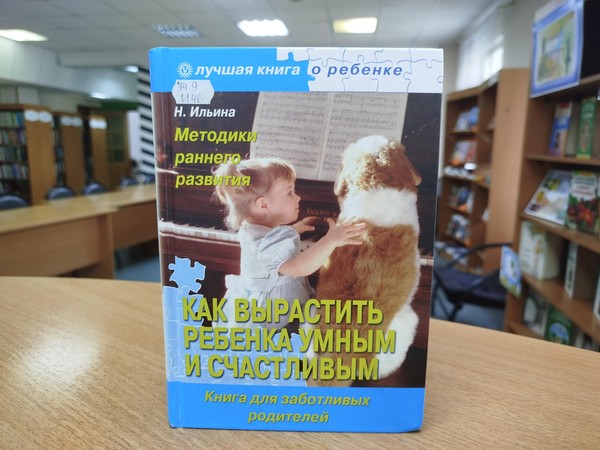 лучшая книга о ребенке
Н. Ильина
Методики
раннего
развития
КАК ВЫРАСТИТЬ
РЕБЕНКА УМНЫМ
И СЧАСТЛИВЫМ
Книга для заботливых
родителей